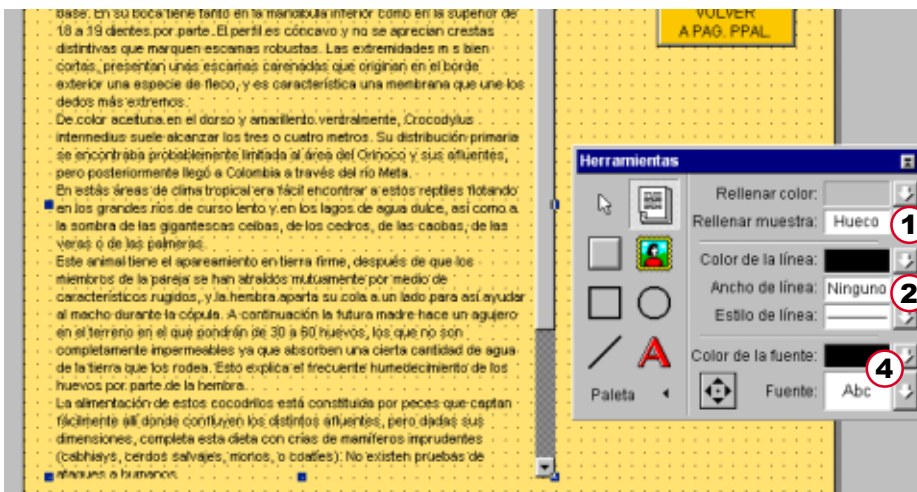 base. En su boca tiene tanto en la mandíbula inferior como en la superior de
18 a 19 dientes por parte. El perfil es cóncavo y no se aprecian crestas
distintivas que marquen escamas robustas. Las extremidades m s bien
cortas, presentan unas escamas carenadas que originan en el borde
exterior una especie de fleco, y es característica una membrana que une los
dedos más extremos.
De color aceituna en el dorso y amarillento ventralmente, Crocodylus
intermedius suele alcanzar los tres o cuatro metros. Su distribución primaria
se encontraba probablemente limitada al área del Orinoco y sus afluentes,
pero posteriormente llegó a Colombia a través del río Meta.
En estás áreas de clima tropical era fácil encontrar a estos reptiles flotando
en los grandes ríos de curso lento y en los lagos de agua dulce, así como a
la sombra de las gigantescas ceibas, de los cedros, de las caobas, de las
veras o de las palmeras.
Este animal tiene el apareamiento en tierra firme, después de que los
miembros de la pareja se han atraídos mutuamente por medio de
característicos rugidos, y la hembra aparta su cola a un lado para así ayudar
al macho durante la cópula. A continuación la futura madre hace un agujero
en el terreno en el que pondrán de 30 a 60 huevos, los que no son
completamente impermeables ya que absorben una cierta cantidad de agua
de la tierra que los rodea. Esto explica el frecuente humedecimiento de los
huevos por parte de la hembra.
La alimentación de estos cocodrilos está constituida por peces que captan
fácilmente allí donde confluyen los distintos afluentes, pero dadas sus
dimensiones, completa esta dieta con crías de mamíferos imprudentes
(cabhiays, cerdos salvajes, monos, o coatíes). No existen pruebas de
ataques a humanos.
VOLVER
A PAG. PPAL.
Herramientas
Rellenar color:
Rellenar muestra: Hueco 1
Color de la línea:
Ancho de línea: Ninguno 2
Estilo de línea:
Color de la fuente:
4
Paleta Fuente: Abc
A